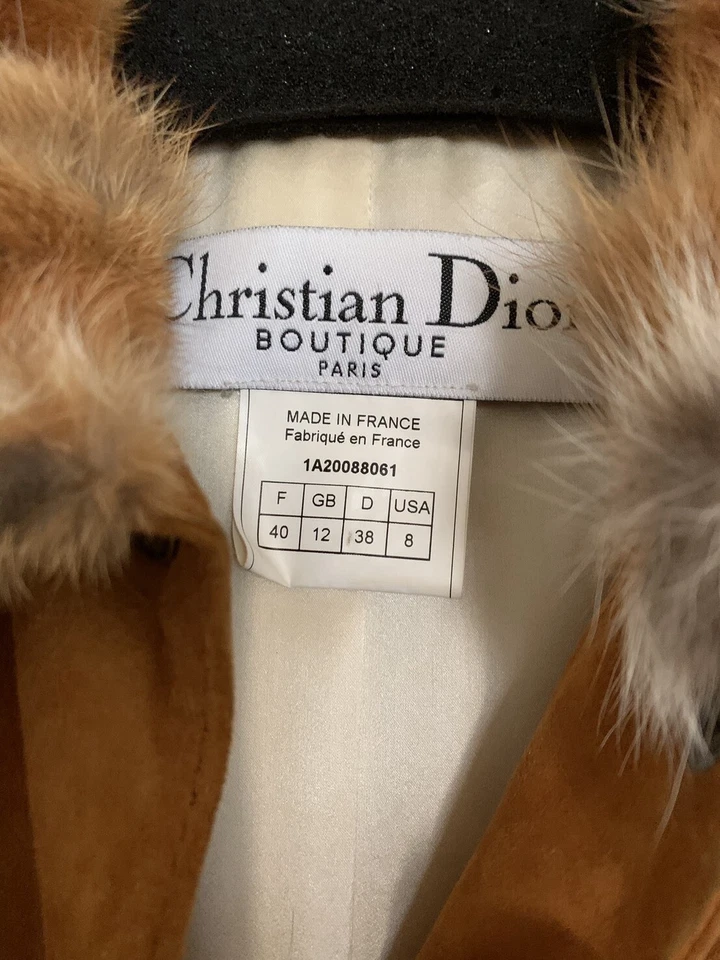 Christian Dior
BOUTIQUE
PARIS
MADE IN FRANCE
Fabriqué en France
1A20088061
F GB D USA
40 12 38 8